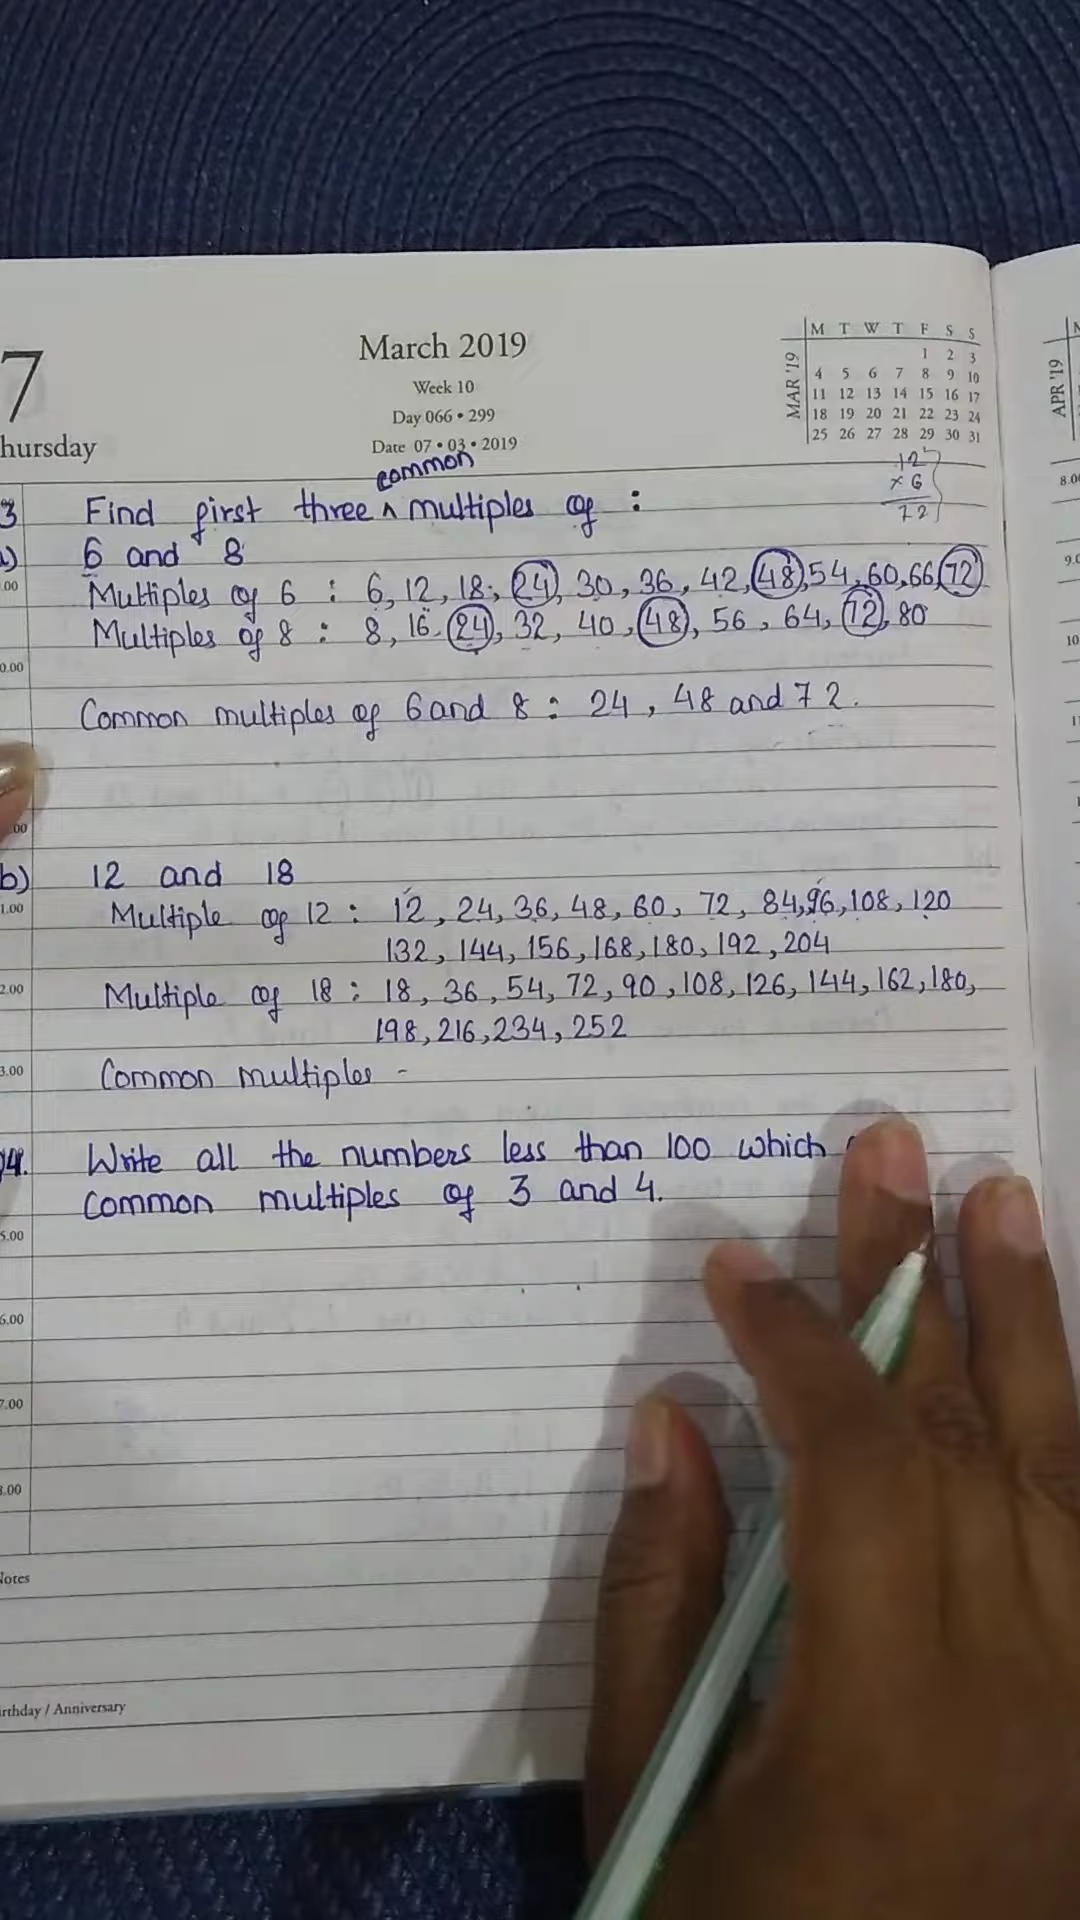 7
hursday
March 2019
Week 10
Day 066 • 299
Date 07 • 03 • 2019
MAR '19
M T W T F S S
1 2 3
4 5 6 7 8 9 10
11 12 13 14 15 16 17
18 19 20 21 22 23 24
25 26 27 28 29 30 31
APR '19
12
× 6
72
common
3 Find first three ^ multiples of :
6 and 8
Multiples of 6 : 6, 12, 18, 24, 30, 36, 42, 48, 54, 60, 66, 72
Multiples of 8 : 8, 16, 24, 32, 40, 48, 56, 64, 72, 80
Common multiples of 6 and 8 : 24, 48 and 72.
b) 12 and 18
Multiple of 12 : 12, 24, 36, 48, 60, 72, 84, 96, 108, 120
132, 144, 156, 168, 180, 192, 204
Multiple of 18 : 18, 36, 54, 72, 90, 108, 126, 144, 162, 180,
198, 216, 234, 252
Common multiples -
4. Write all the numbers less than 100 which
Common multiples of 3 and 4.
Notes
irthday / Anniversary